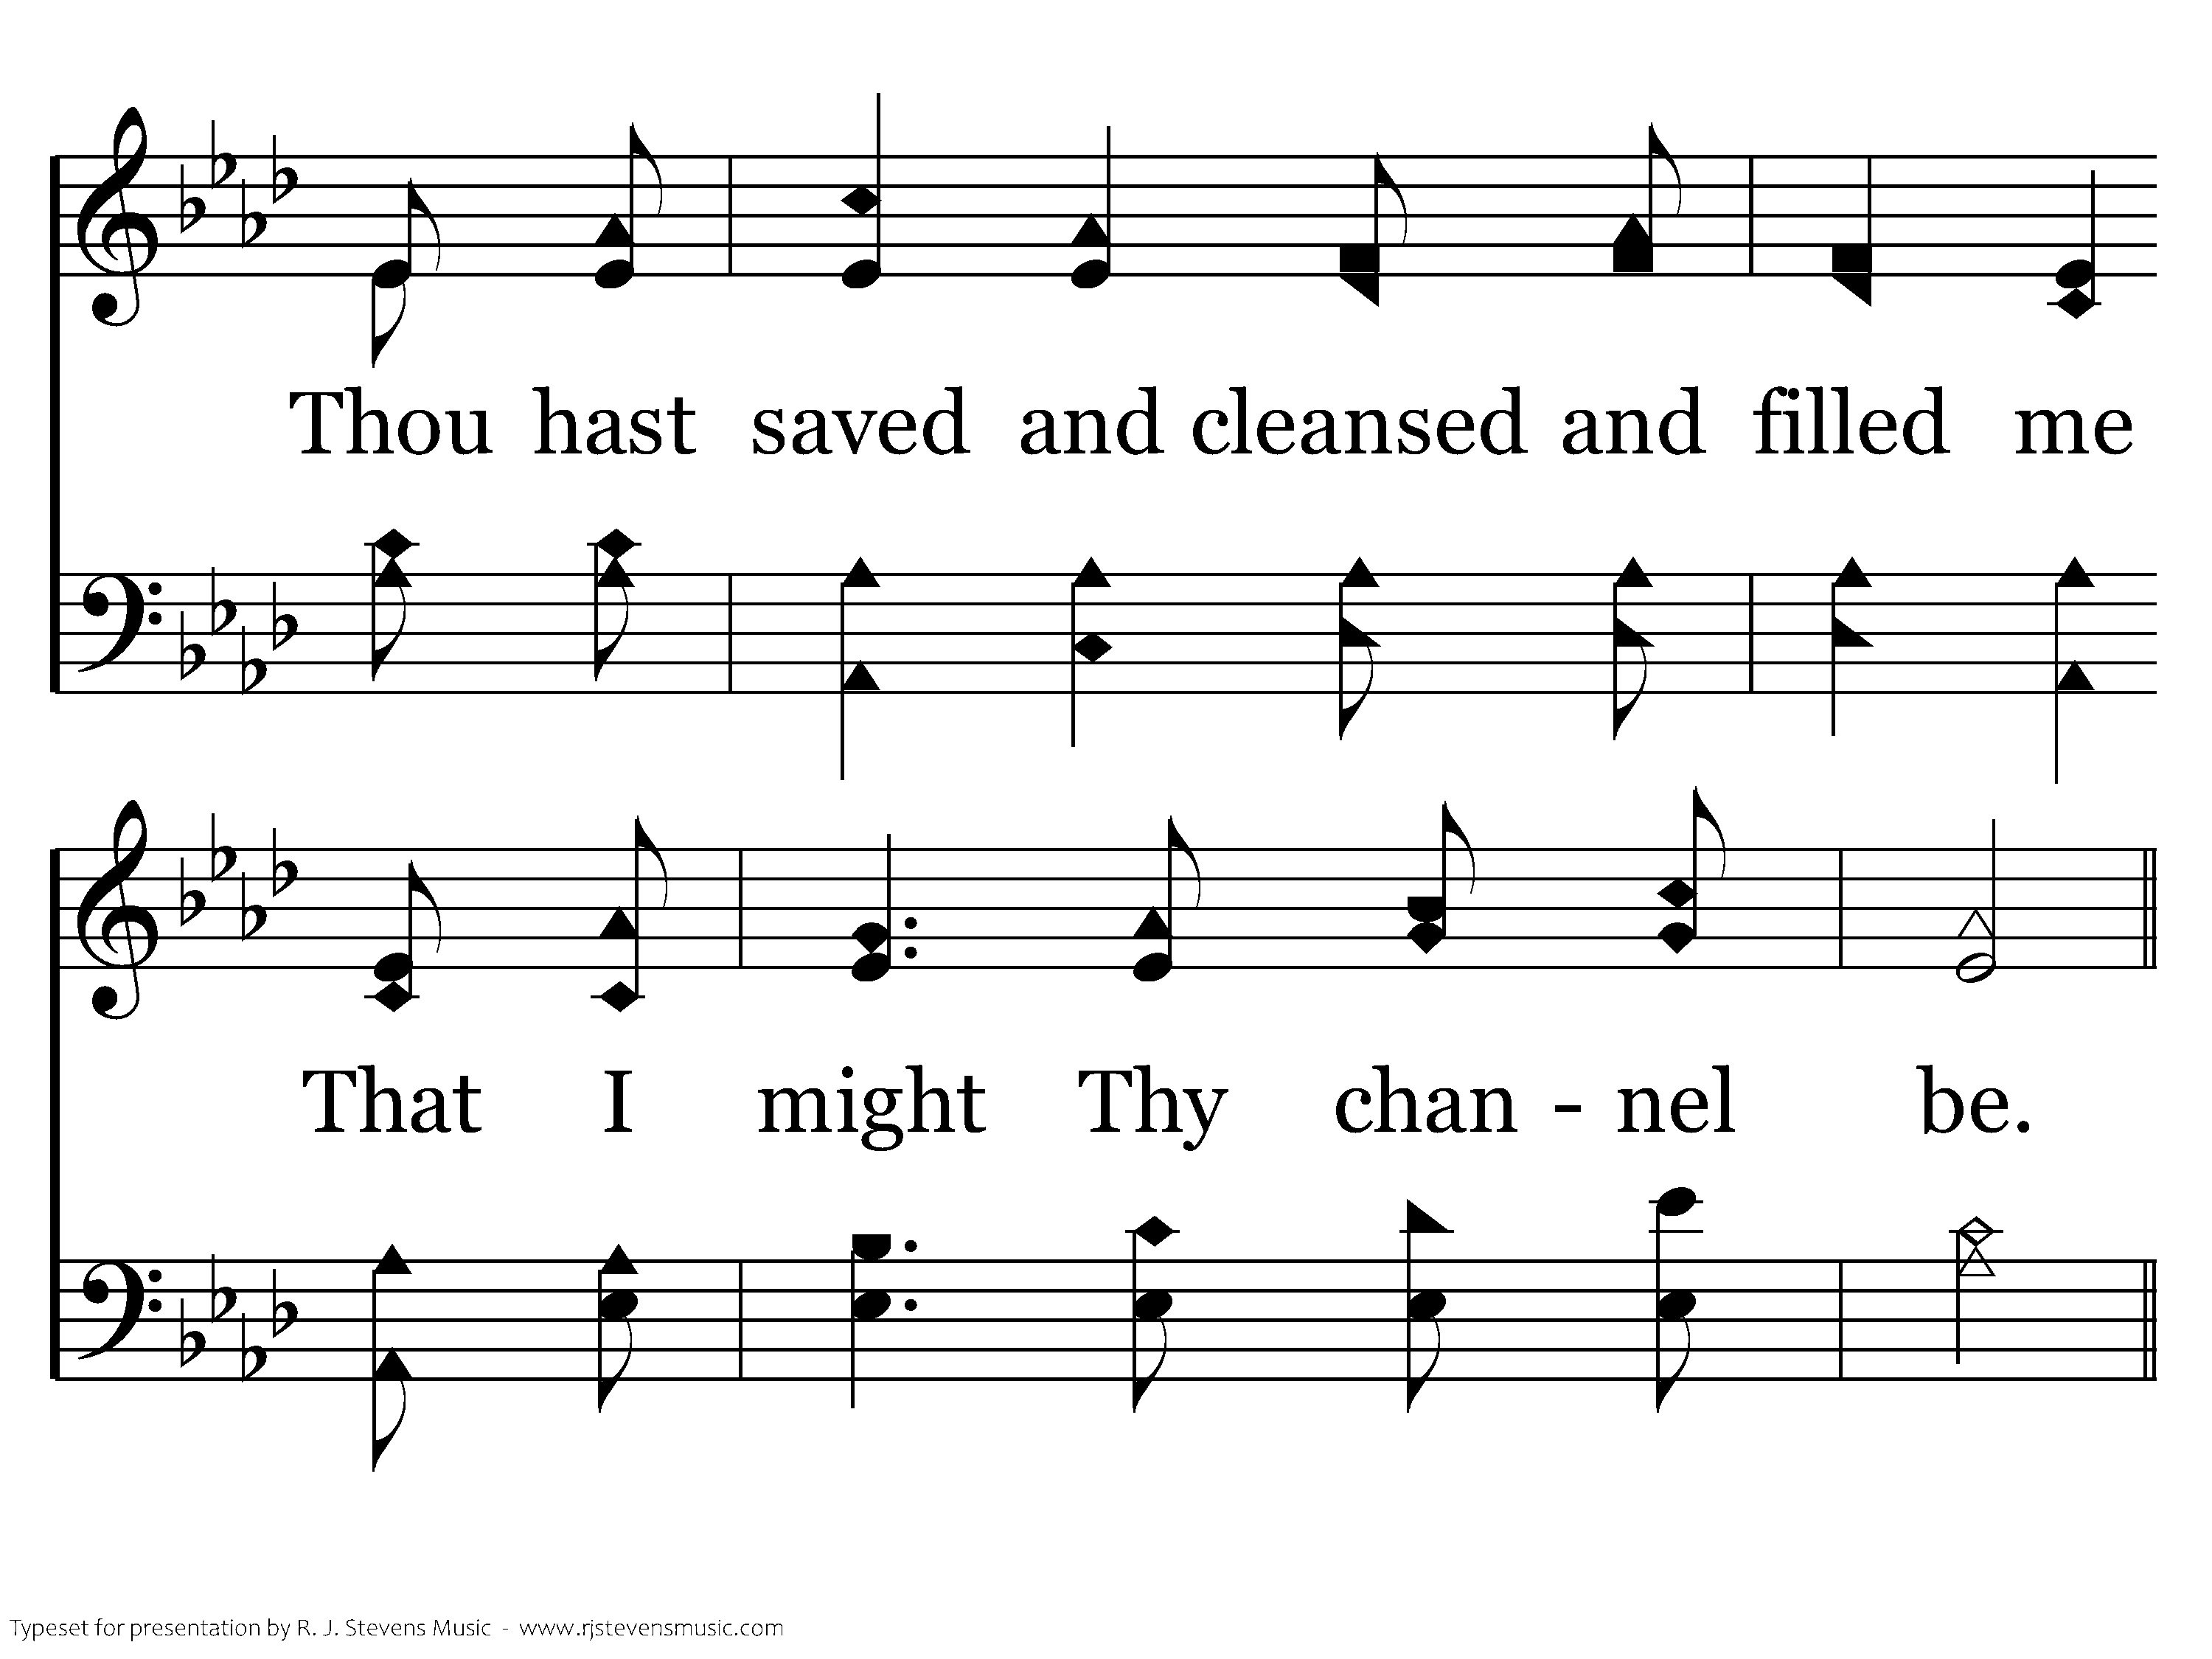 Thou hast saved and cleansed and filled me
That I might Thy chan - nel be.
Typeset for presentation by R. J. Stevens Music - www.rjstevensmusic.com